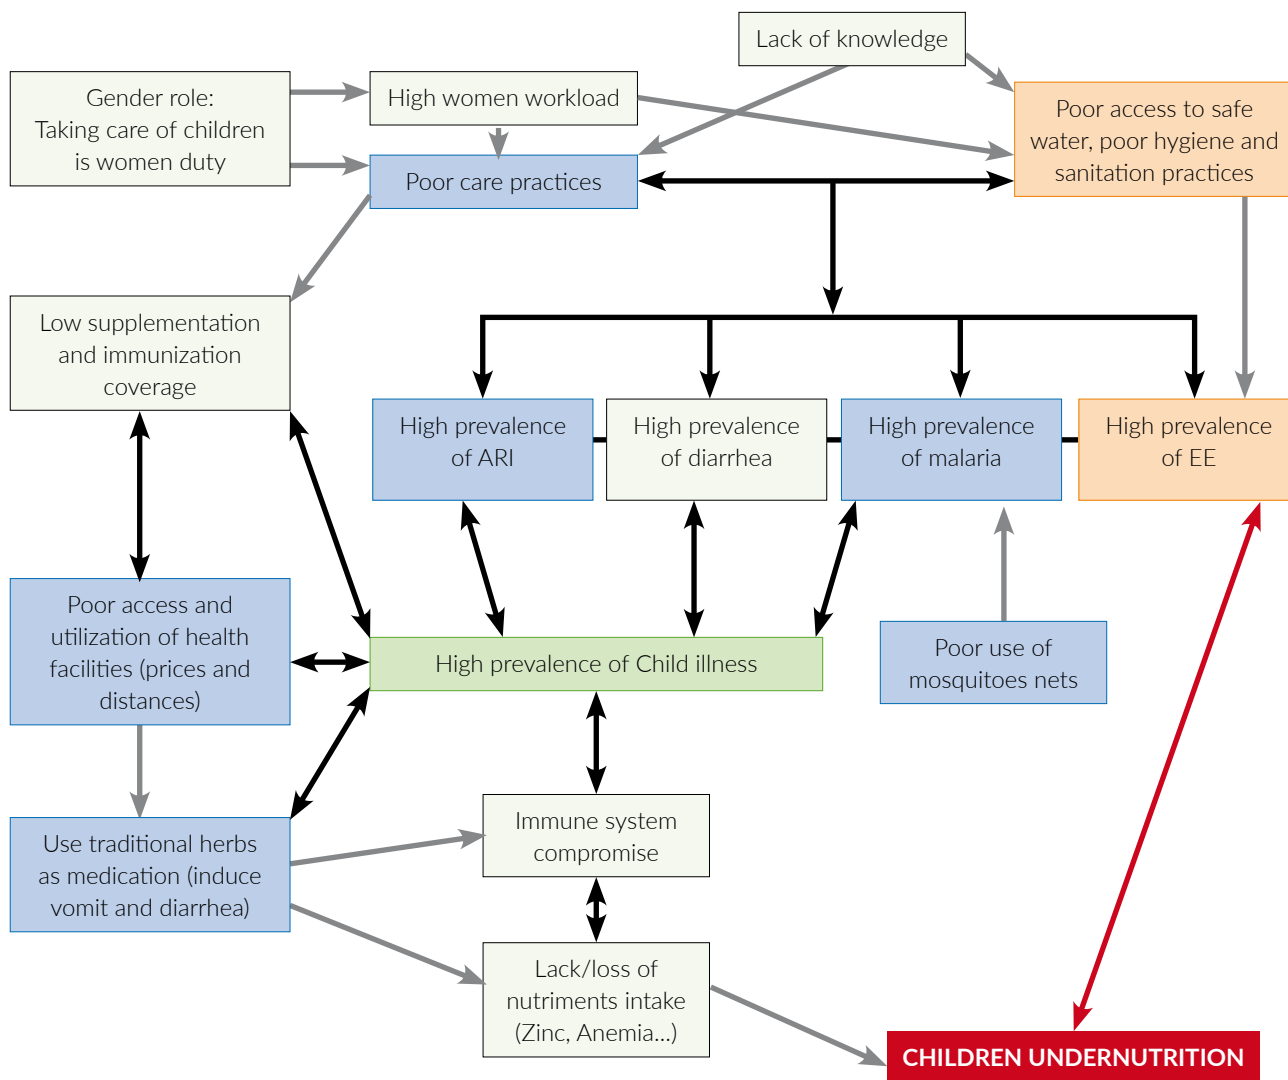 Lack of knowledge
Gender role:
Taking care of children
is women duty
High women workload
Poor access to safe
water, poor hygiene and
sanitation practices
Poor care practices
Low supplementation
and immunization
coverage
High prevalence
of ARI
High prevalence
of diarrhea
High prevalence
of malaria
High prevalence
of EE
Poor access and
utilization of health
facilities (prices and
distances)
High prevalence of Child illness
Poor use of
mosquitoes nets
Use traditional herbs
as medication (induce
vomit and diarrhea)
Immune system
compromise
Lack/loss of
nutriments intake
(Zinc, Anemia...)
CHILDREN UNDERNUTRITION